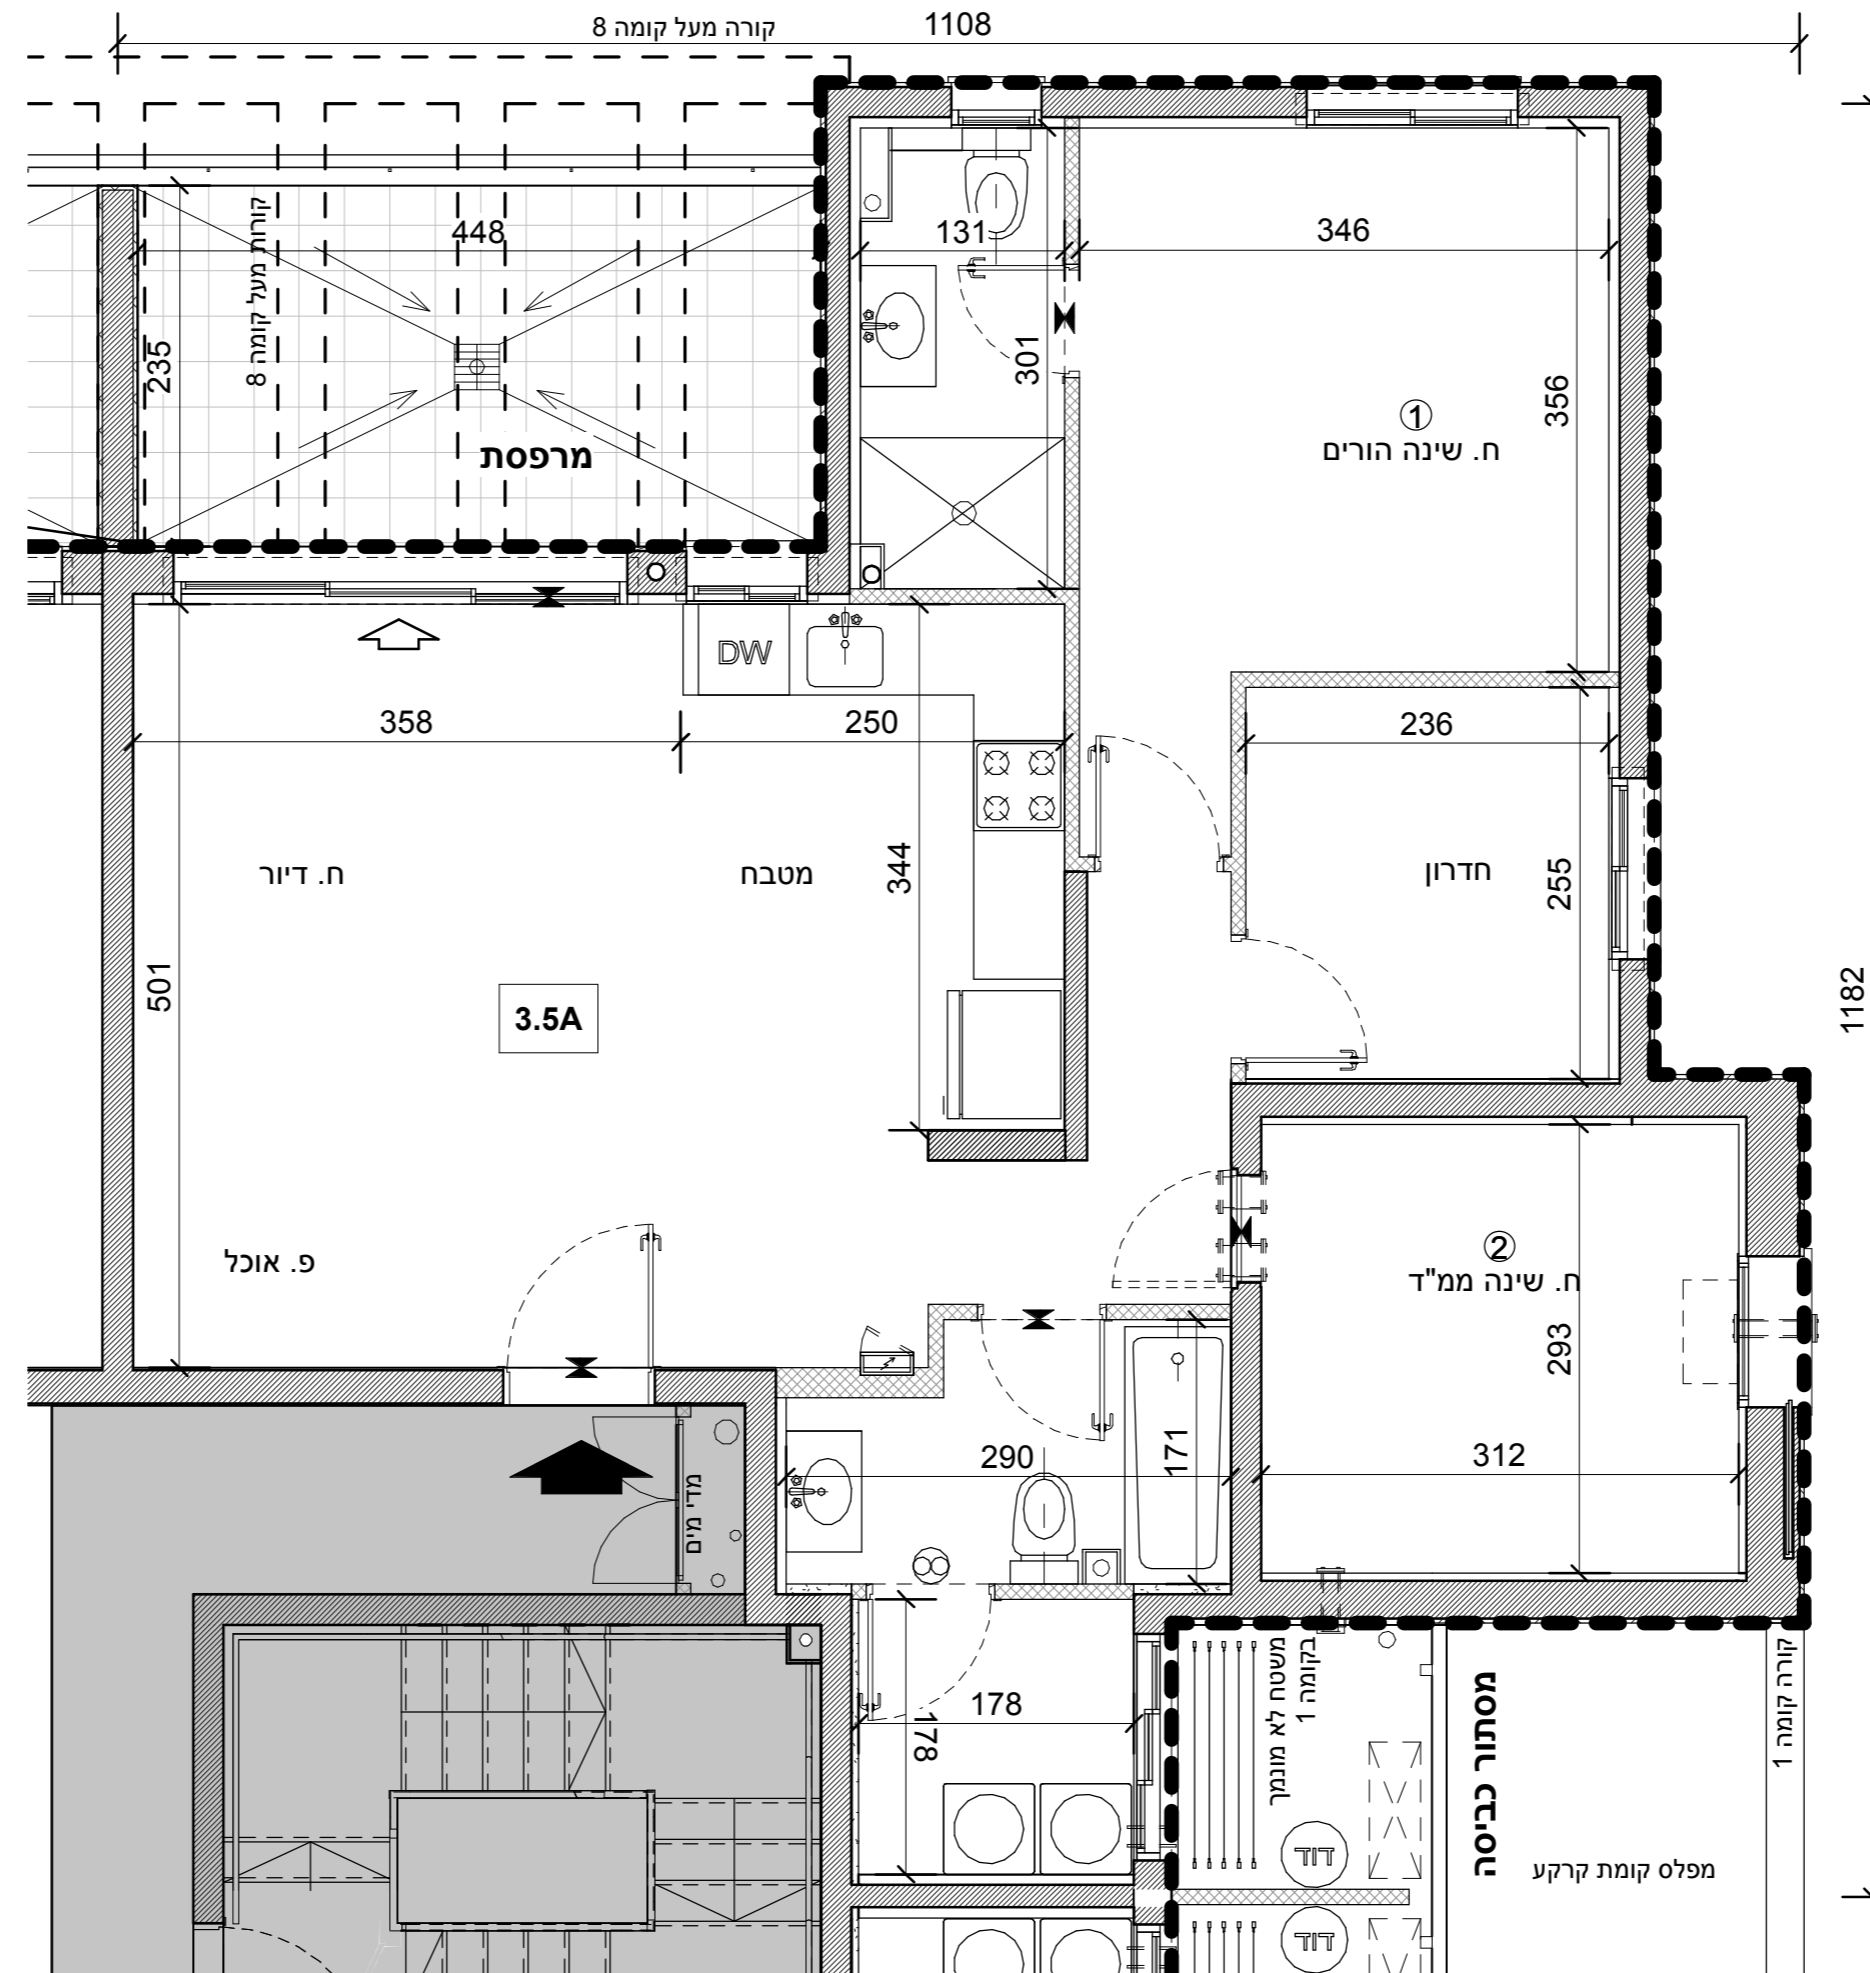 קורה מעל קומה 8
1108
448
131
346
קורות מעל קומה 8
235
301
356
①
ח. שינה הורים
מרפסת
DW
358
250
236
ח. דיור
מטבח
344
חדרון
255
501
3.5A
1182
פ. אוכל
②
ח. שינה ממ"ד
293
290
171
312
מדי מים
178
178
משטח לא מונמך
בקומה 1
מסתור כביסה
קורה קומה 1
דוד
מפלס קומת קרקע
דוד